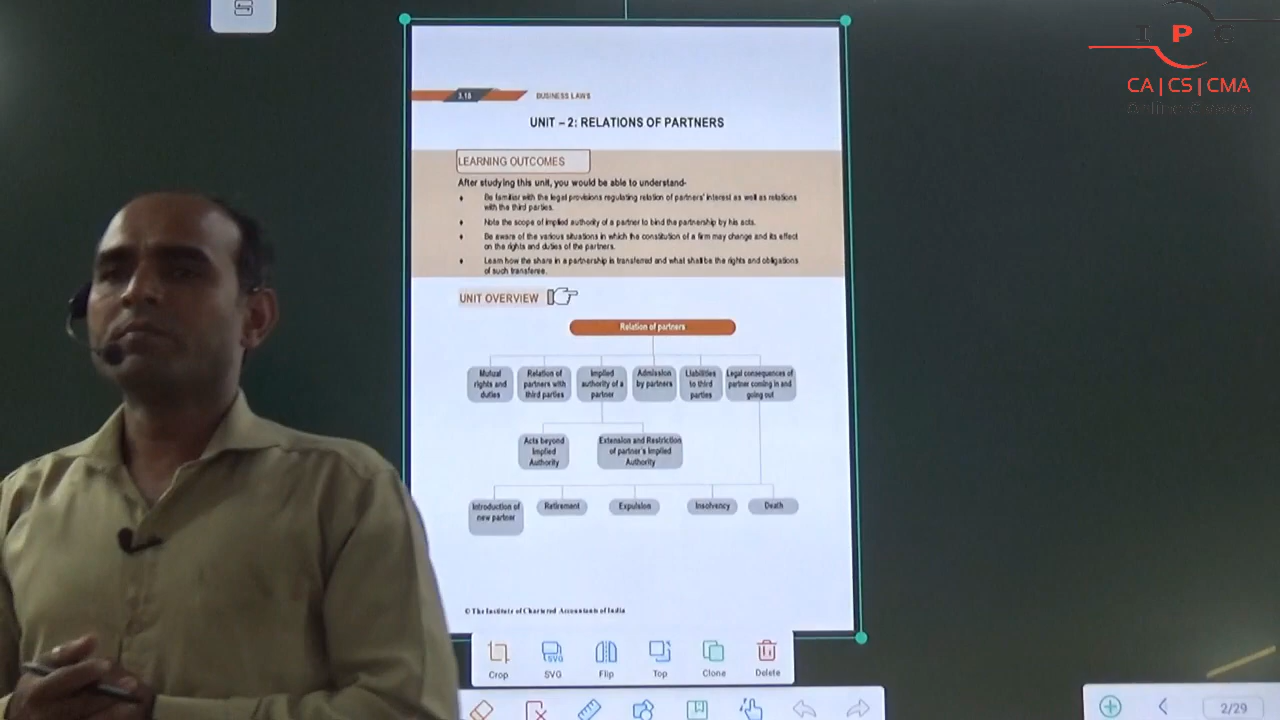 I P C
CA | CS | CMA
Online Classes
3.18 BUSINESS LAWS
UNIT – 2: RELATIONS OF PARTNERS
LEARNING OUTCOMES
After studying this unit, you would be able to understand-
Be familiar with the legal provisions regulating relation of partners' interest as well as relations
with the third parties.
Note the scope of implied authority of a partner to bind the partnership by his acts.
Be aware of the various situations in which the constitution of a firm may change and its effect
on the rights and duties of the partners.
Learn how the share in a partnership is transferred and what shall be the rights and obligations
of such transferee.
UNIT OVERVIEW
Relation of partners
Mutual
rights and
duties
Relation of
partners with
third parties
Implied
authority of a
partner
Admission
by partners
Liabilities
to third
parties
Legal consequences of
partner coming in and
going out
Acts beyond
Implied
Authority
Extension and Restriction
of partner's Implied
Authority
Introduction of
new partner
Retirement
Expulsion
Insolvency
Death
© The Institute of Chartered Accountants of India
Crop
SVG
SVG
Flip
Top
Clone
Delete
2/29